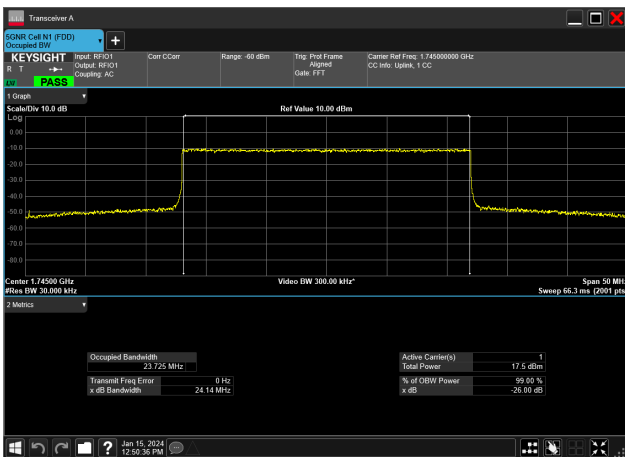 Transceiver A
5GNR Cell N1 (FDD)
Occupied BW
KEYSIGHT
R T
LV
PASS
Input: RFIO1
Output: RFIO1
Coupling: AC
Corr CCorr
Range: -60 dBm
Trig: Prot Frame
Aligned
Gate: FFT
Carrier Ref Freq: 1.745000000 GHz
CC Info: Uplink, 1 CC
1 Graph
Scale/Div 10.0 dB
Ref Value 10.00 dBm
Log
0.00
-10.0
-20.0
-30.0
-40.0
-50.0
-60.0
-70.0
-80.0
Center 1.74500 GHz
Video BW 300.00 kHz*
Span 50 MHz
#Res BW 30.000 kHz
Sweep 66.3 ms (2001 pts
2 Metrics
Occupied Bandwidth
23.725 MHz
Transmit Freq Error 0 Hz
x dB Bandwidth 24.14 MHz
Active Carrier(s) 1
Total Power 17.5 dBm
% of OBW Power 99.00 %
x dB -26.00 dB
Jan 15, 2024
12:50:36 PM